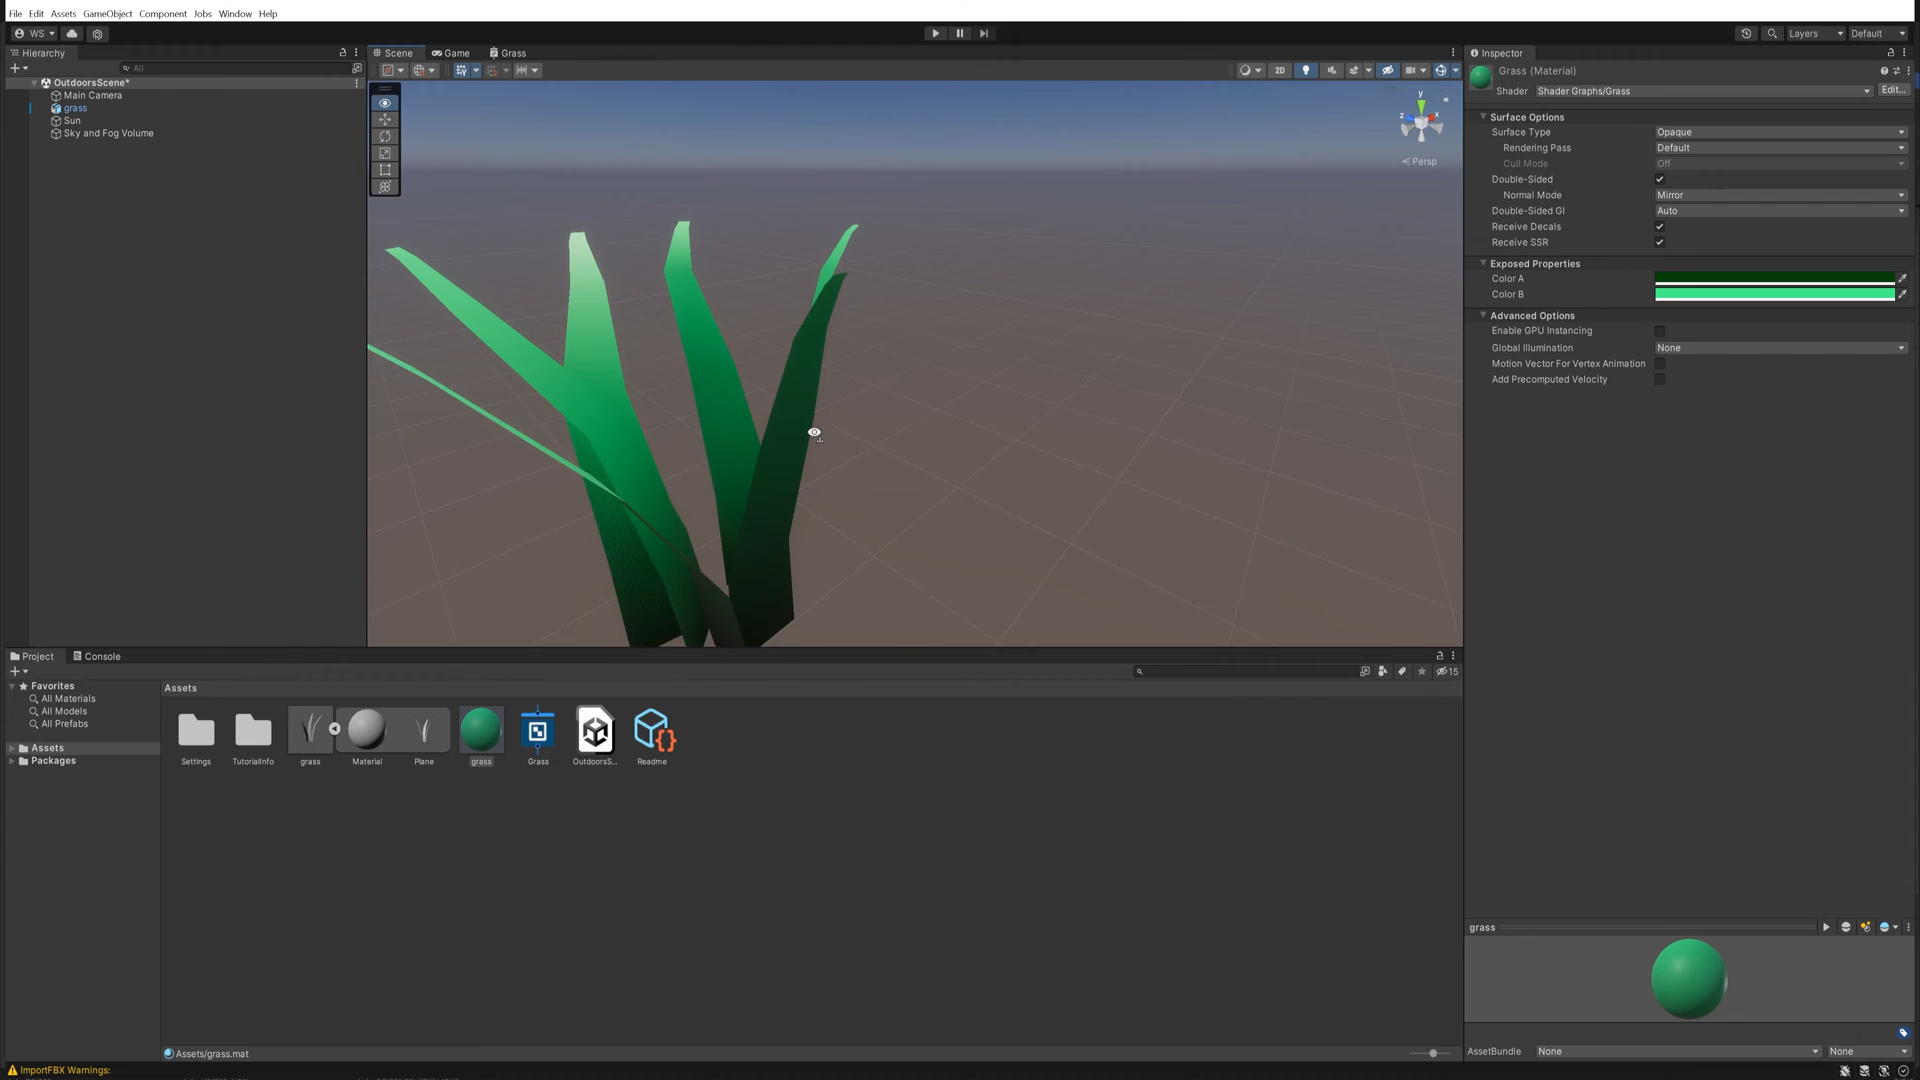 File Edit Assets GameObject Component Jobs Window Help
WS
Layers
Default
Hierarchy
All
OutdoorsScene*
Main Camera
grass
Sun
Sky and Fog Volume
Scene
Game
Grass
2D
y
z
x
Persp
Project
Console
15
Favorites
All Materials
All Models
All Prefabs
Assets
Packages
Assets
Settings
TutorialInfo
grass
Material
Plane
grass
Grass
OutdoorsS...
Readme
Assets/grass.mat
Inspector
Grass (Material)
Shader
Shader Graphs/Grass
Edit...
Surface Options
Surface Type
Opaque
Rendering Pass
Default
Cull Mode
Off
Double-Sided
Normal Mode
Mirror
Double-Sided GI
Auto
Receive Decals
Receive SSR
Exposed Properties
Color A
Color B
Advanced Options
Enable GPU Instancing
Global Illumination
None
Motion Vector For Vertex Animation
Add Precomputed Velocity
grass
AssetBundle
None
None
ImportFBX Warnings: